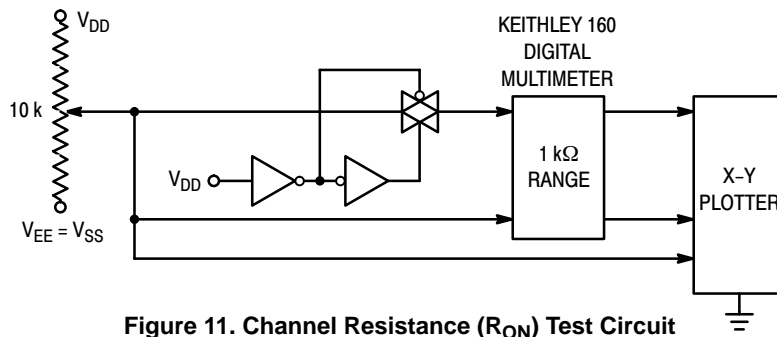 V_DD
10 k
V_EE = V_SS
V_DD
KEITHLEY 160
DIGITAL
MULTIMETER
1 kΩ
RANGE
X–Y
PLOTTER
Figure 11. Channel Resistance (R_ON) Test Circuit